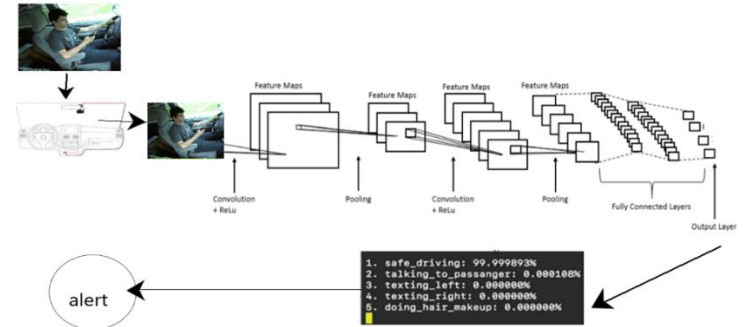 Feature Maps
Feature Maps
Feature Maps
Feature Maps
Convolution
+ ReLu
Pooling
Convolution
+ ReLu
Pooling
Fully Connected Layers
Output Layer
1. safe_driving: 99.999893%
2. talking_to_passanger: 0.000108%
3. texting_left: 0.000000%
4. texting_right: 0.000000%
5. doing_hair_makeup: 0.000000%
alert